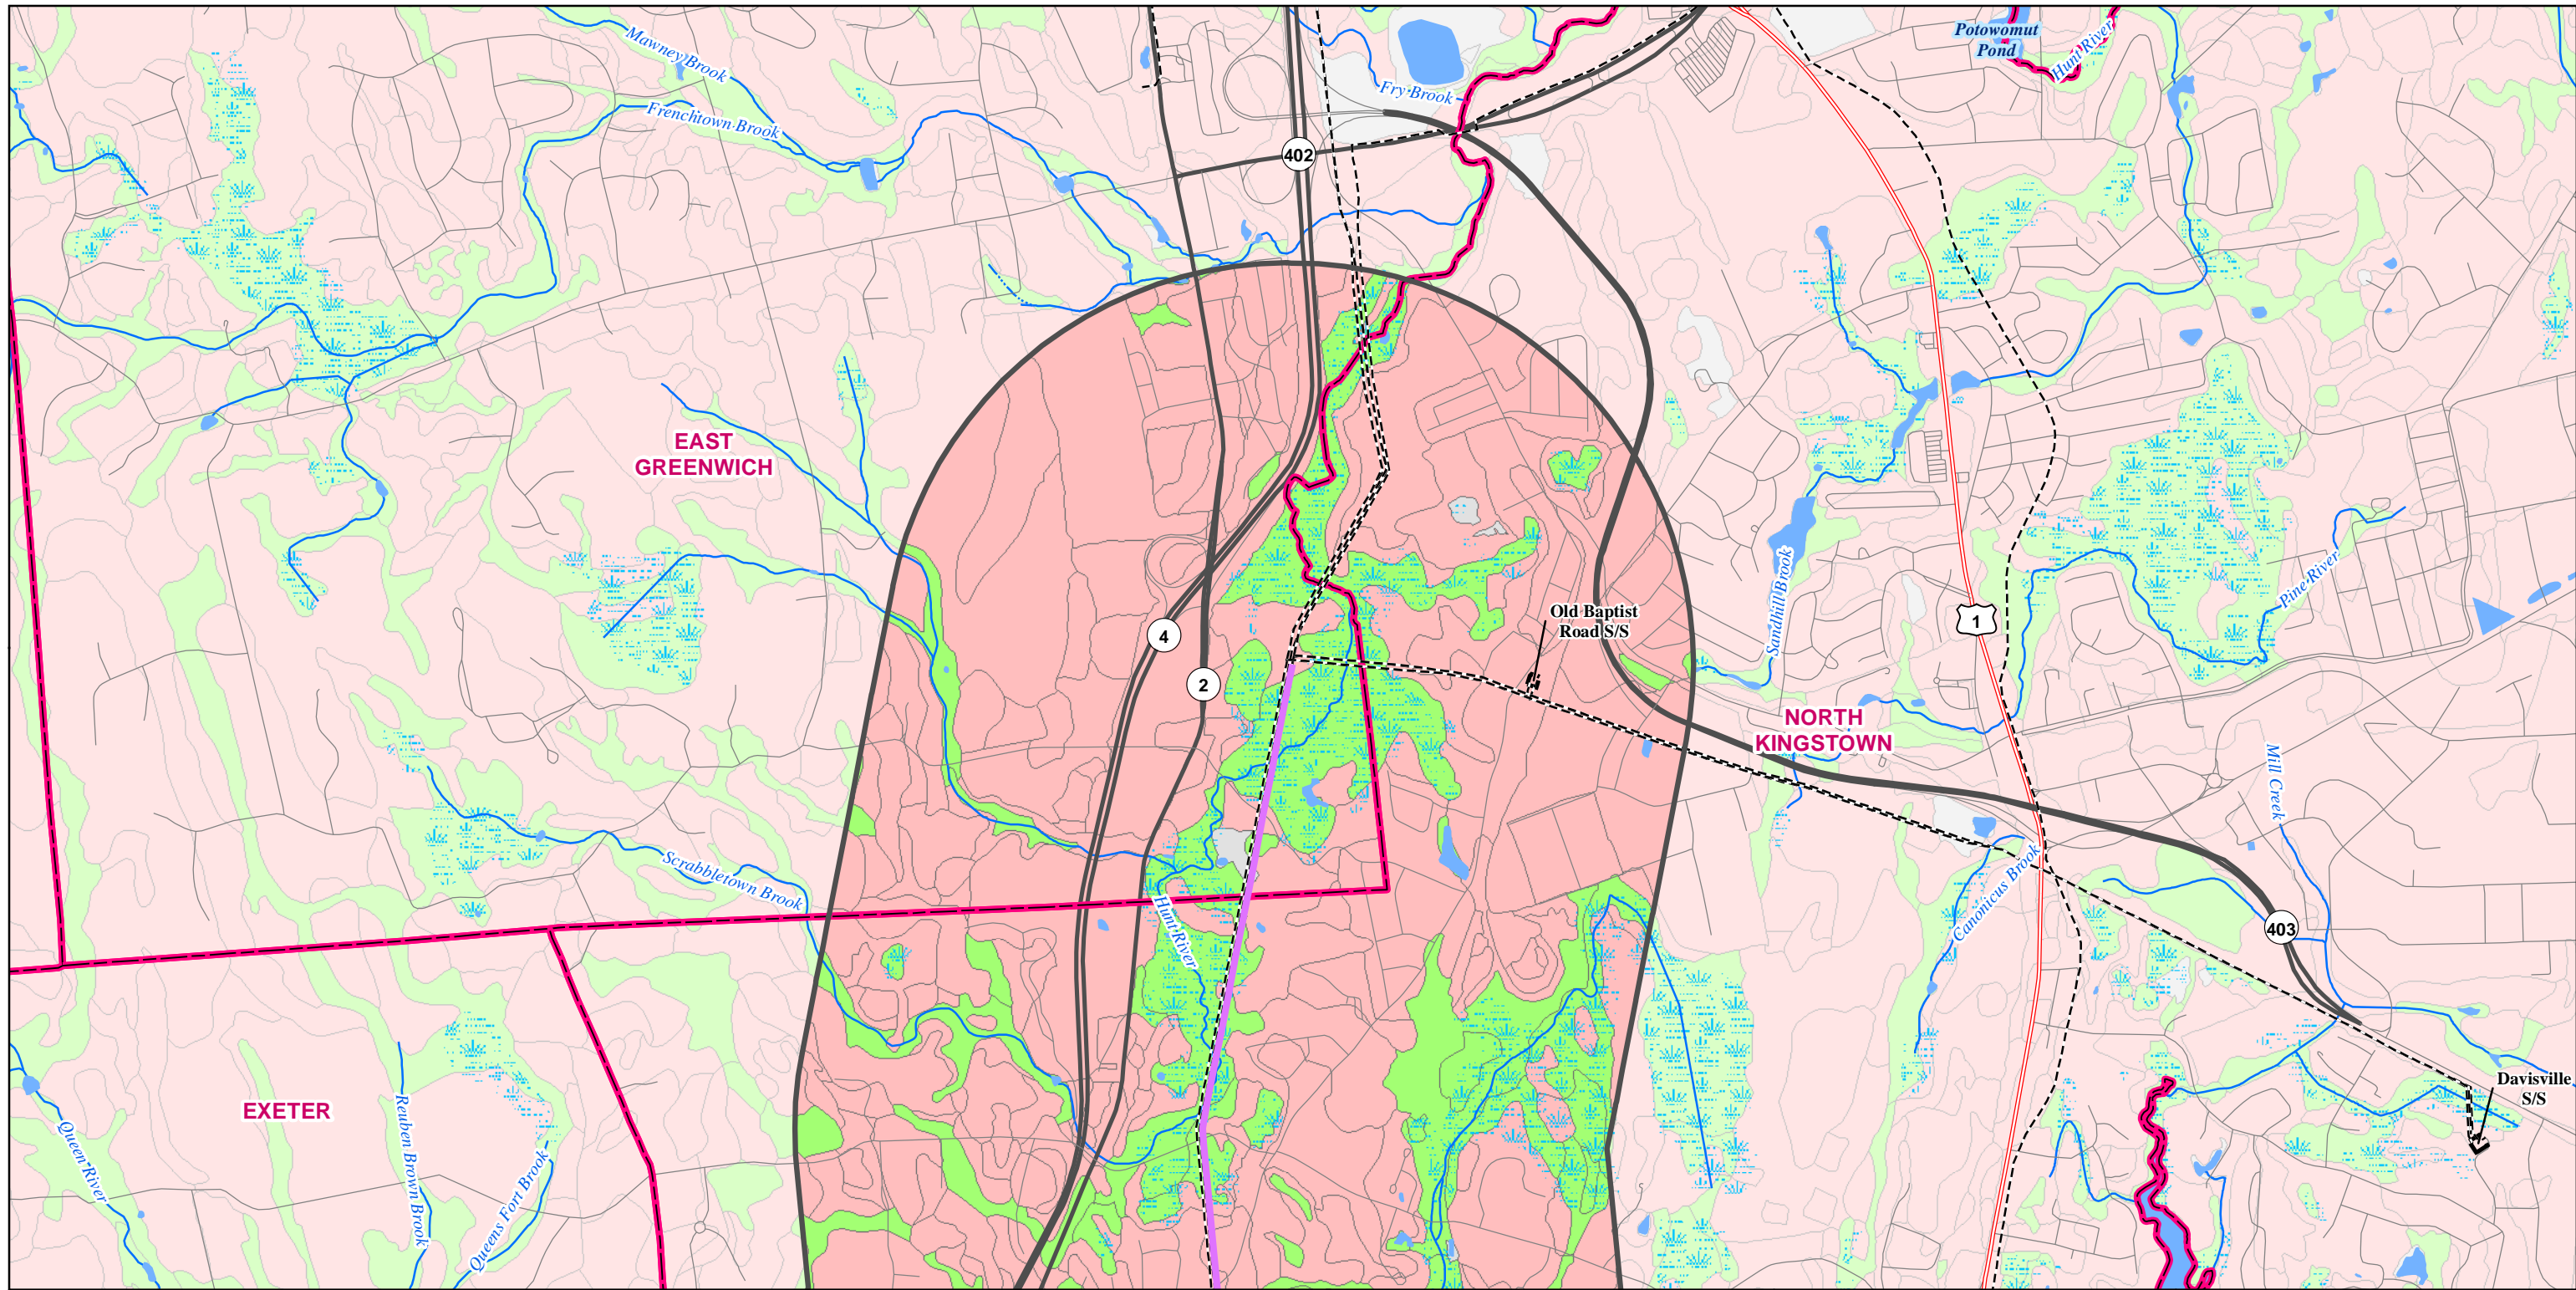 Mawney Brook
Frenchtown Brook
Fry Brook
Potowomut
Pond
Hunt River
402
EAST
GREENWICH
Sandhill Brook
Pine River
Old Baptist
Road S/S
1
4
2
NORTH
KINGSTOWN
Mill Creek
Scrabbletown Brook
Hunt River
Canonicus Brook
403
EXETER
Queen River
Reuben Brown Brook
Queens Fort Brook
Davisville
S/S